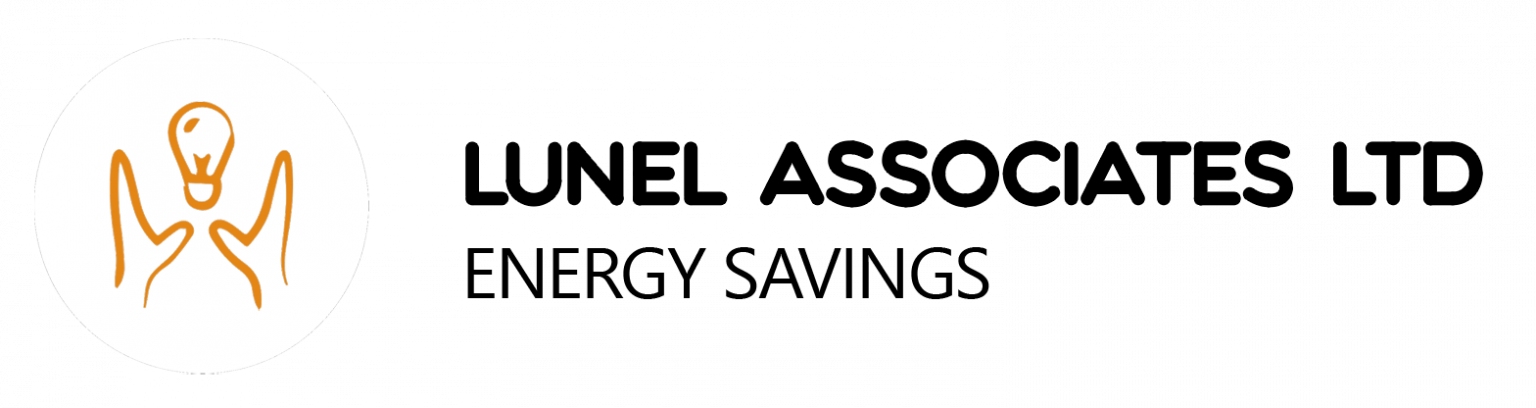 LUNEL ASSOCIATES LTD
ENERGY SAVINGS